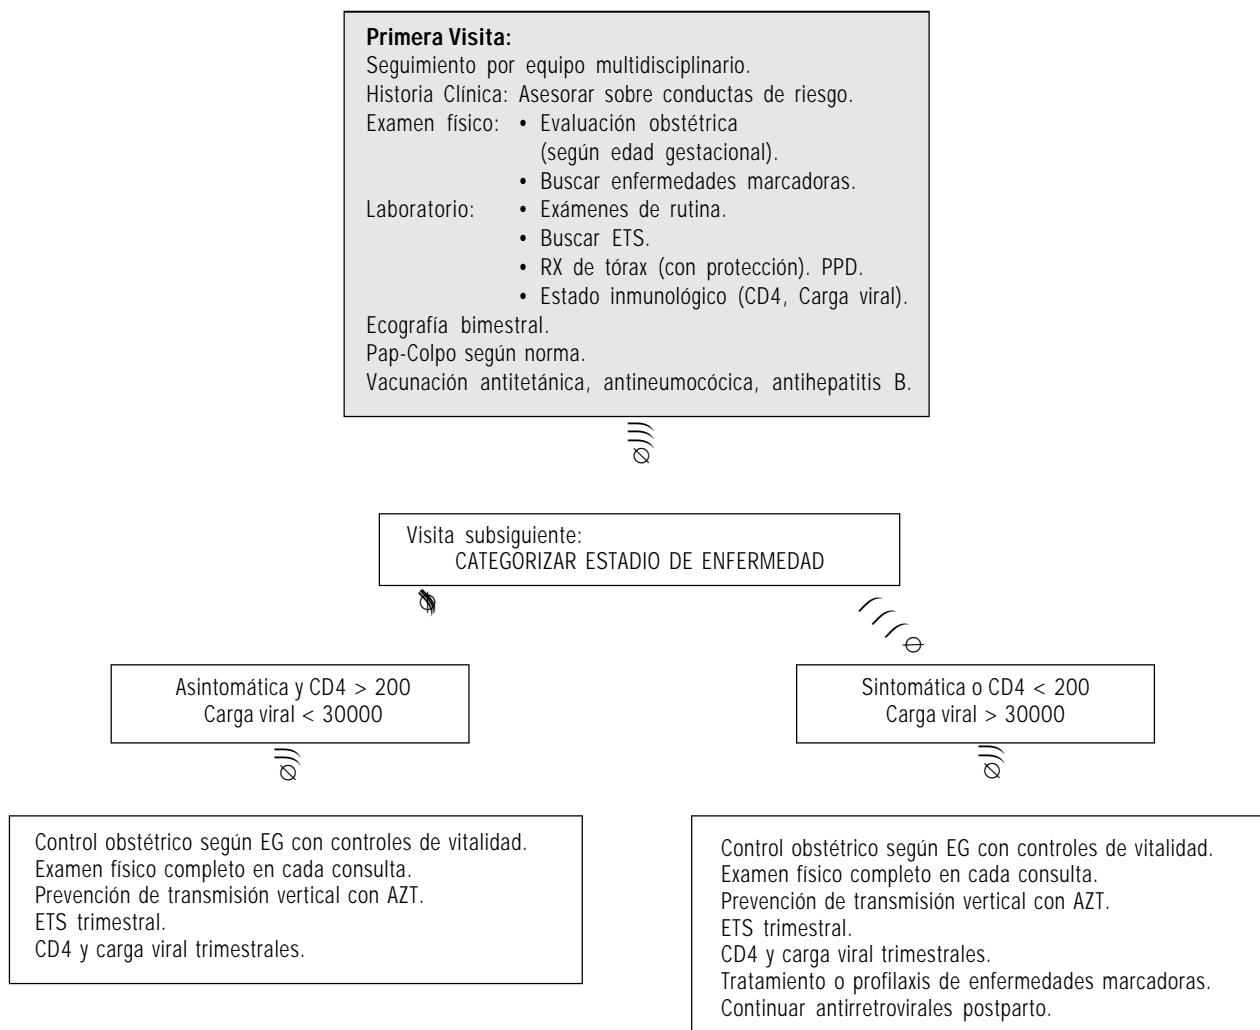 Primera Visita:
Seguimiento por equipo multidisciplinario.
Historia Clínica: Asesorar sobre conductas de riesgo.
Examen físico: • Evaluación obstétrica
(según edad gestacional).
• Buscar enfermedades marcadoras.
Laboratorio: • Exámenes de rutina.
• Buscar ETS.
• RX de tórax (con protección). PPD.
• Estado inmunológico (CD4, Carga viral).
Ecografía bimestral.
Pap-Colpo según norma.
Vacunación antitetánica, antineumocócica, antihepatitis B.
Visita subsiguiente:
CATEGORIZAR ESTADIO DE ENFERMEDAD
Asintomática y CD4 > 200
Carga viral < 30000
Sintomática o CD4 < 200
Carga viral > 30000
Control obstétrico según EG con controles de vitalidad.
Examen físico completo en cada consulta.
Prevención de transmisión vertical con AZT.
ETS trimestral.
CD4 y carga viral trimestrales.
Control obstétrico según EG con controles de vitalidad.
Examen físico completo en cada consulta.
Prevención de transmisión vertical con AZT.
ETS trimestral.
CD4 y carga viral trimestrales.
Tratamiento o profilaxis de enfermedades marcadoras.
Continuar antirretrovirales postparto.